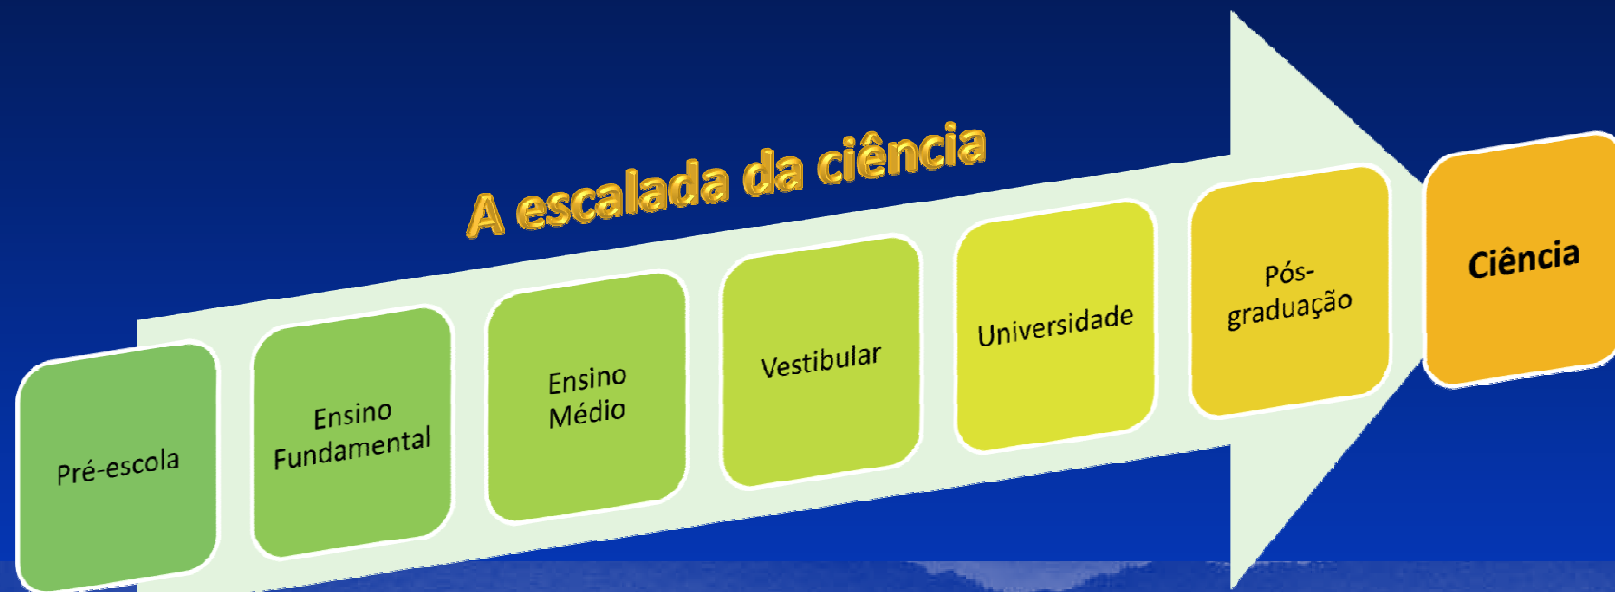 A escalada da ciência
Pré-escola
Ensino
Fundamental
Ensino
Médio
Vestibular
Universidade
Pós-
graduação
Ciência